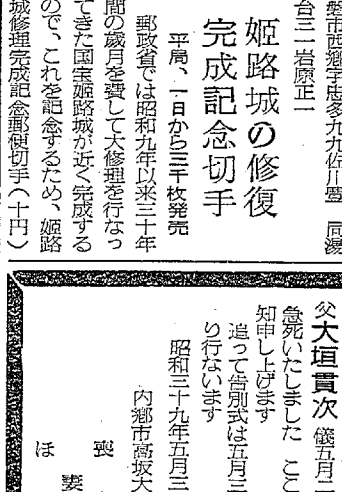 磐市西郷字忠多九九佐川豊　同湯
台三一岩原正一
姫路城の修復
完成記念切手
平局、一日から三千枚発売
郵政省では昭和九年以来三十年
間の歳月を費して大修理を行なっ
てきた国宝姫路城が近く完成する
ので、これを記念するため、姫路
城修理完成記念郵便切手（十円）
父大垣貫次 儀五月二
急死いたしました ここ
知申し上げます
追って告別式は五月三
り行ないます
昭和三十九年五月三
内郷市高坂大
喪
妻
ほ